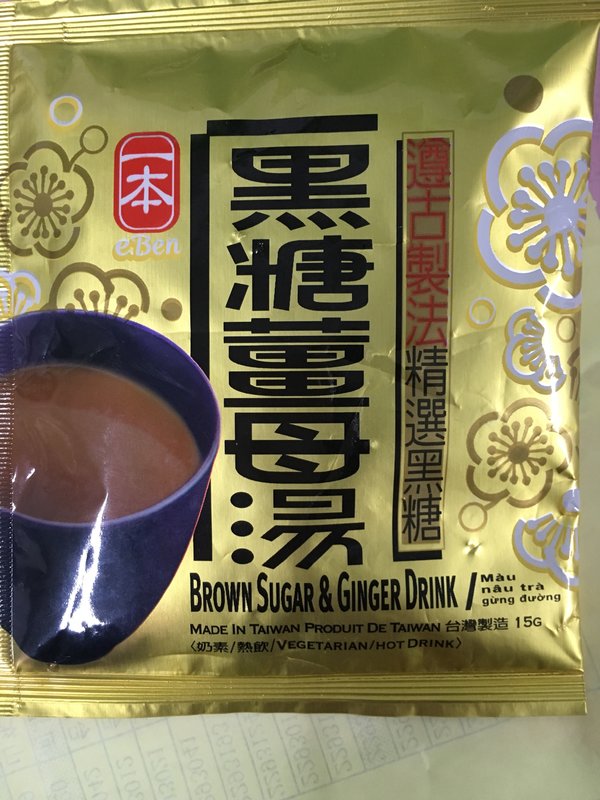 一本
e.Ben
黑糖薑母湯
遵古製法精選黑糖
BROWN SUGAR & GINGER DRINK / Màu nâu trà gừng đường
MADE IN TAIWAN PRODUIT DE TAIWAN 台灣製造 15G
〈奶素/熱飲/VEGETARIAN/HOT DRINK〉